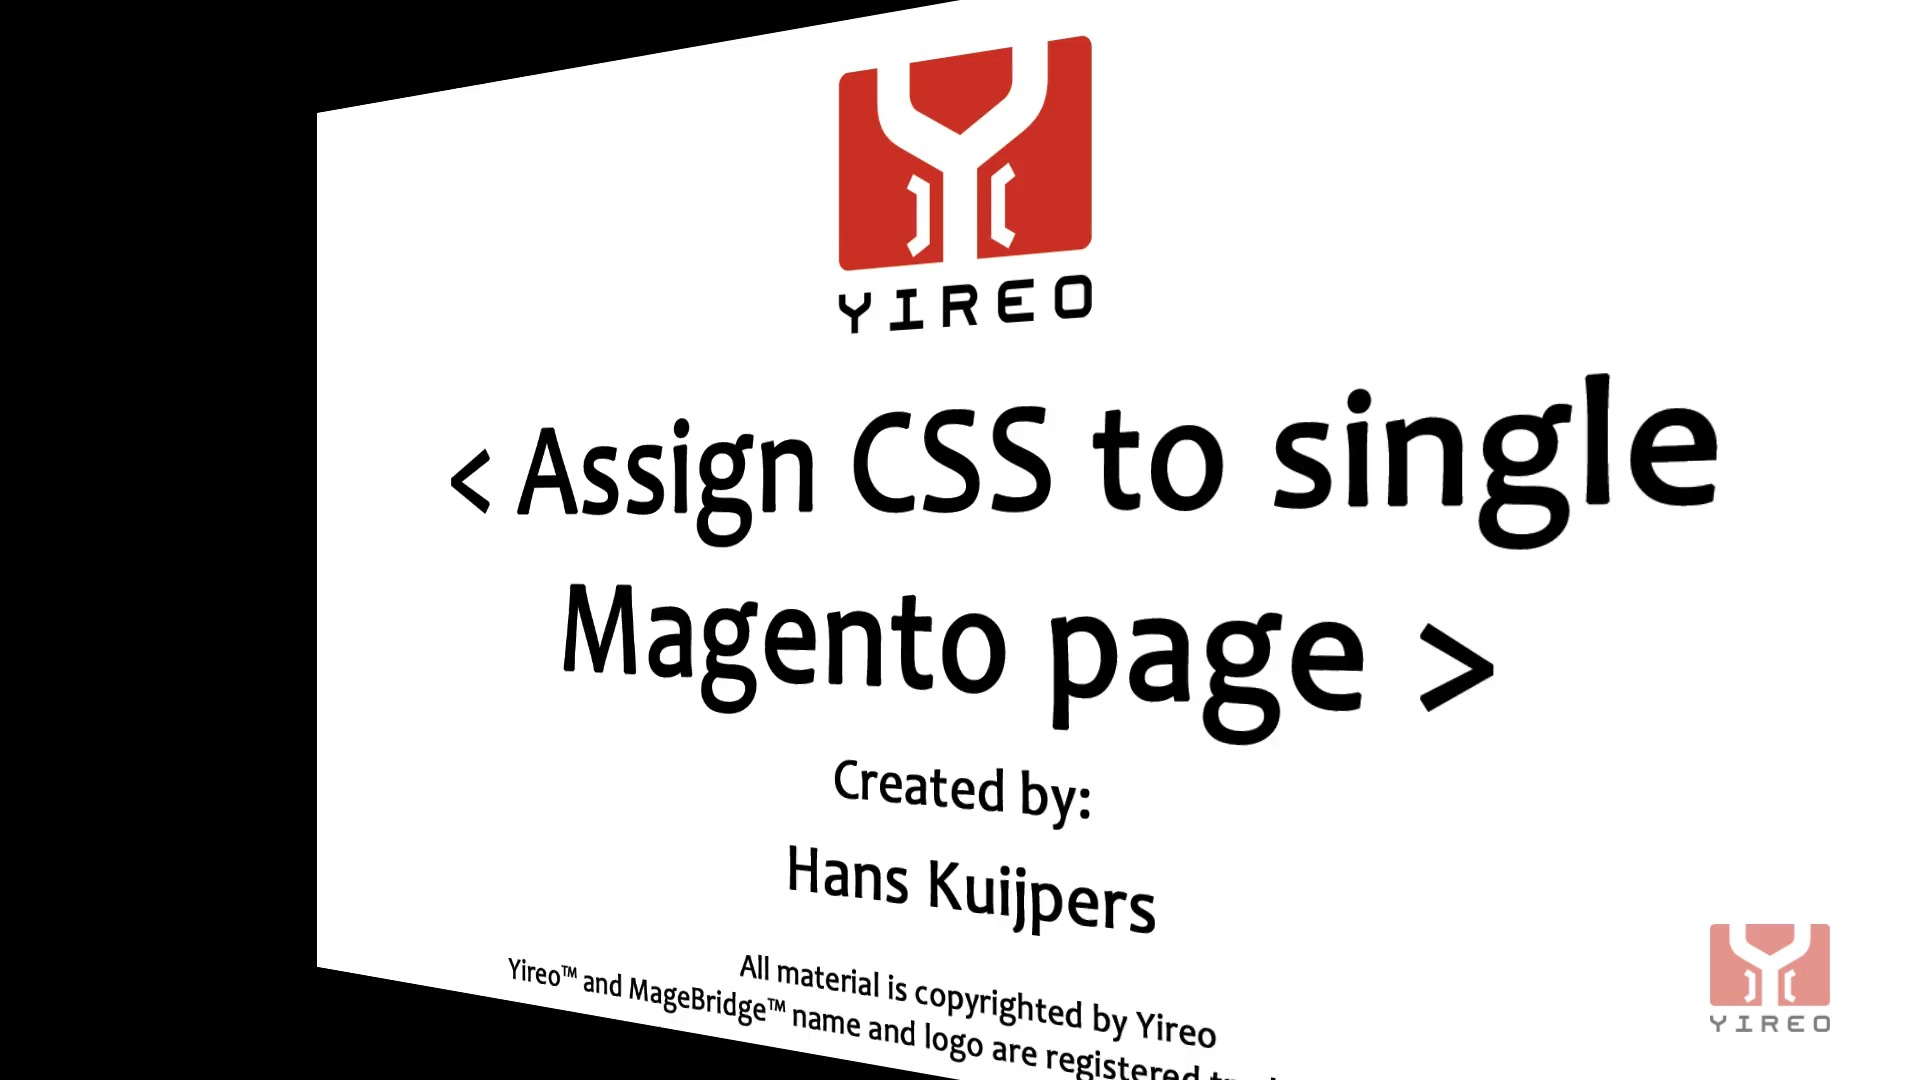 YIREO
< Assign CSS to single
Magento page >
Created by:
Hans Kuijpers
All material is copyrighted by Yireo
Yireo™ and MageBridge™ name and logo are registered
YIREO